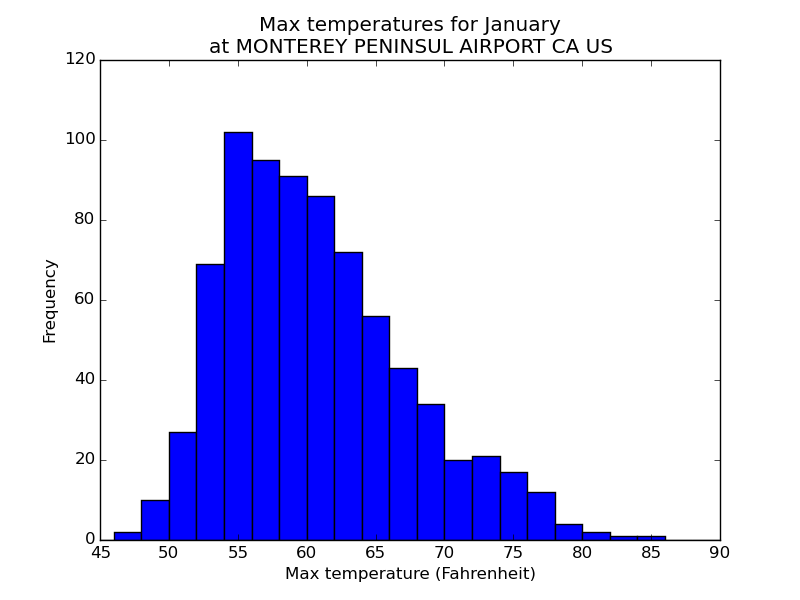 Max temperatures for January
at MONTEREY PENINSUL AIRPORT CA US
120
100
80
60
40
20
0
Frequency
45 50 55 60 65 70 75 80 85 90
Max temperature (Fahrenheit)